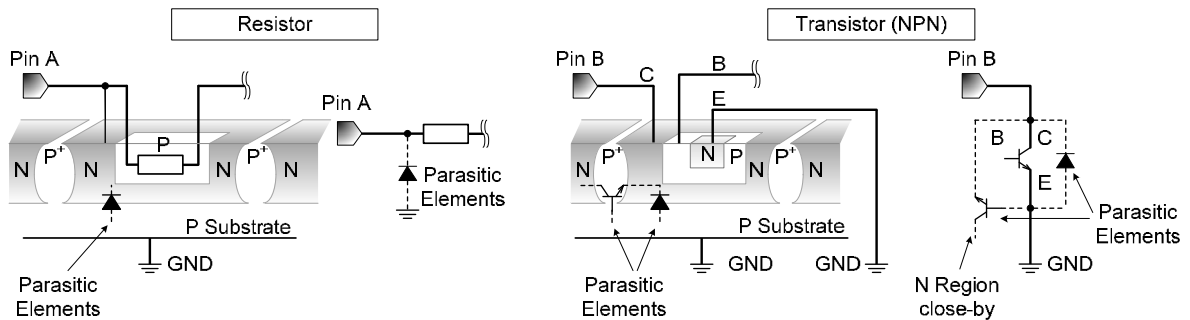 Resistor
Transistor (NPN)
Pin A
Pin A
N
P+
N
P
P+
N
N
Parasitic
Elements
P Substrate
GND
Parasitic
Elements
Pin B
C
B
E
N
P+
N
N
P
P+
N
N
P Substrate
GND
GND
Parasitic
Elements
Pin B
B
C
E
Parasitic
Elements
GND
N Region
close-by